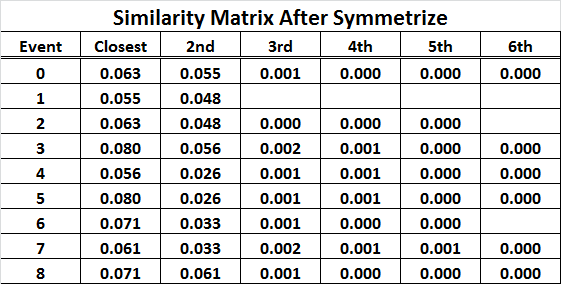 Similarity Matrix After Symmetrize
Event Closest 2nd 3rd 4th 5th 6th
0 0.063 0.055 0.001 0.000 0.000 0.000
1 0.055 0.048
2 0.063 0.048 0.000 0.000 0.000
3 0.080 0.056 0.002 0.001 0.000 0.000
4 0.056 0.026 0.001 0.001 0.000 0.000
5 0.080 0.026 0.001 0.001 0.000 0.000
6 0.071 0.033 0.001 0.000 0.000
7 0.061 0.033 0.002 0.001 0.001 0.000
8 0.071 0.061 0.001 0.000 0.000 0.000